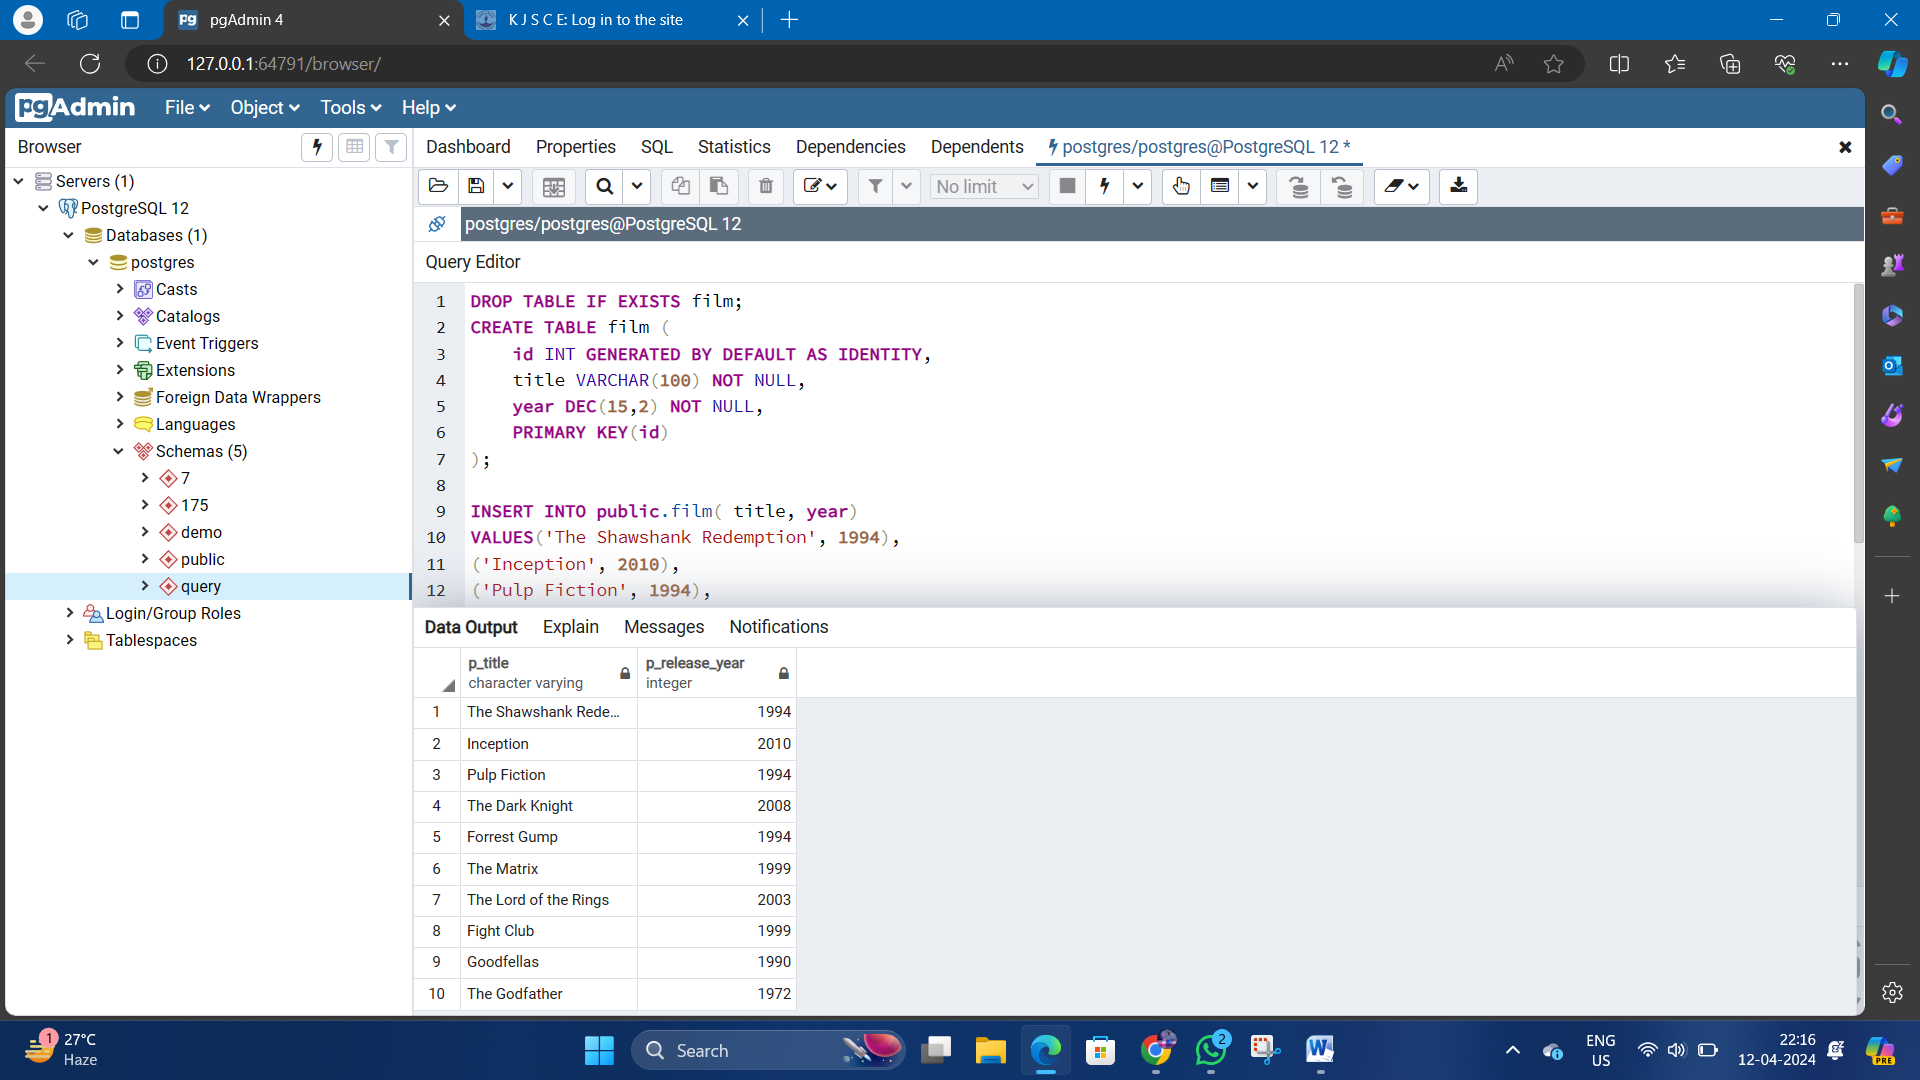 pgAdmin 4
K J S C E: Log in to the site
127.0.0.1:64791/browser/
pgAdmin File Object Tools Help
Browser
Servers (1)
PostgreSQL 12
Databases (1)
postgres
Casts
Catalogs
Event Triggers
Extensions
Foreign Data Wrappers
Languages
Schemas (5)
7
175
demo
public
query
Login/Group Roles
Tablespaces
Dashboard Properties SQL Statistics Dependencies Dependents postgres/postgres@PostgreSQL 12 *
No limit
postgres/postgres@PostgreSQL 12
Query Editor
1 DROP TABLE IF EXISTS film;
2 CREATE TABLE film (
3 id INT GENERATED BY DEFAULT AS IDENTITY,
4 title VARCHAR(100) NOT NULL,
5 year DEC(15,2) NOT NULL,
6 PRIMARY KEY(id)
7 );
8
9 INSERT INTO public.film( title, year)
10 VALUES('The Shawshank Redemption', 1994),
11 ('Inception', 2010),
12 ('Pulp Fiction', 1994),
Data Output Explain Messages Notifications
p_title p_release_year
character varying integer
1 The Shawshank Rede... 1994
2 Inception 2010
3 Pulp Fiction 1994
4 The Dark Knight 2008
5 Forrest Gump 1994
6 The Matrix 1999
7 The Lord of the Rings 2003
8 Fight Club 1999
9 Goodfellas 1990
10 The Godfather 1972
1
27°C
Haze
Search
2
ENG
US
22:16
12-04-2024
PRE